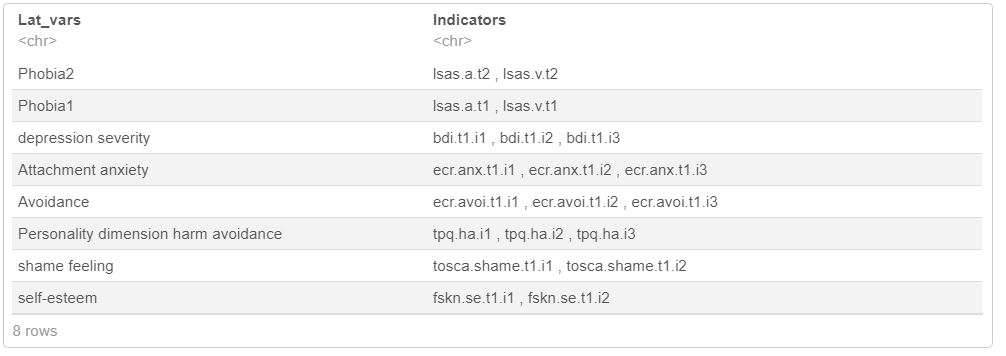 Lat_vars Indicators
<chr> <chr>
Phobia2 lsas.a.t2 , lsas.v.t2
Phobia1 lsas.a.t1 , lsas.v.t1
depression severity bdi.t1.i1 , bdi.t1.i2 , bdi.t1.i3
Attachment anxiety ecr.anx.t1.i1 , ecr.anx.t1.i2 , ecr.anx.t1.i3
Avoidance ecr.avoi.t1.i1 , ecr.avoi.t1.i2 , ecr.avoi.t1.i3
Personality dimension harm avoidance tpq.ha.i1 , tpq.ha.i2 , tpq.ha.i3
shame feeling tosca.shame.t1.i1 , tosca.shame.t1.i2
self-esteem fskn.se.t1.i1 , fskn.se.t1.i2
8 rows